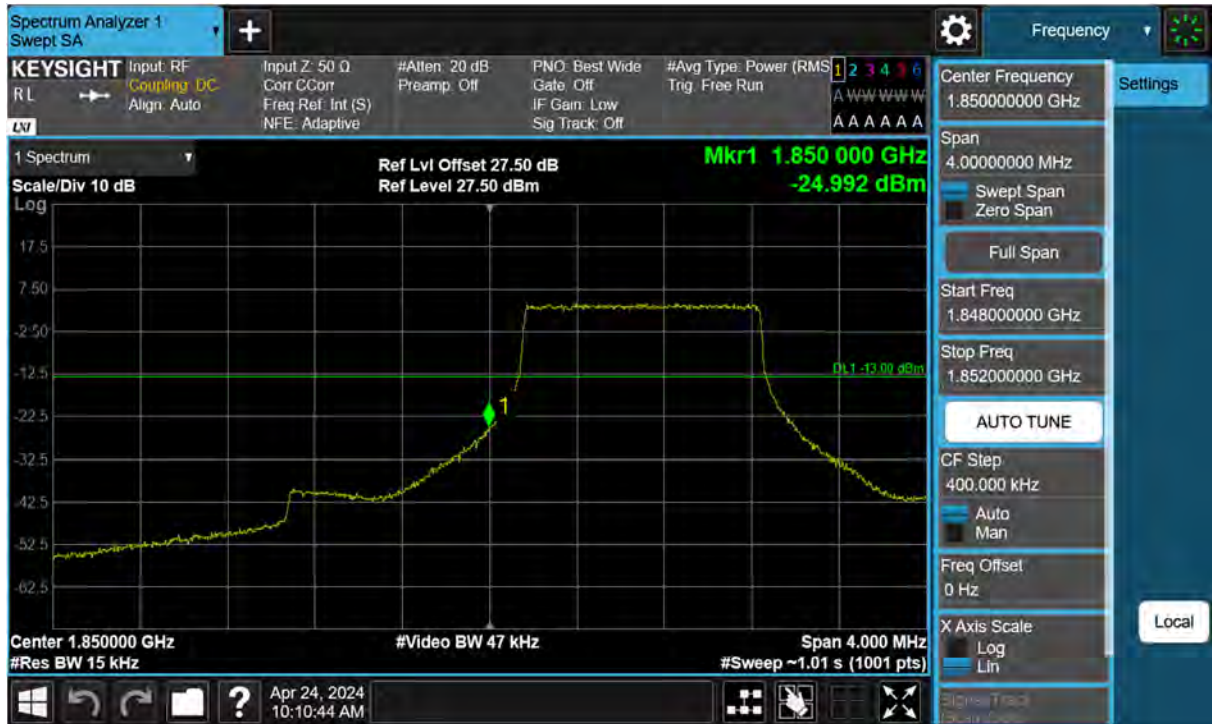 Spectrum Analyzer 1
Swept SA
+
Frequency
KEYSIGHT
RL
LXI
Input: RF
Coupling: DC
Align: Auto
Input Z: 50 Ω
Corr CCorr
Freq Ref: Int (S)
NFE: Adaptive
#Atten: 20 dB
Preamp: Off
PNO: Best Wide
Gate: Off
IF Gain: Low
Sig Track: Off
#Avg Type: Power (RMS
Trig: Free Run
1 2 3 4 5 6
A W W W W W
A A A A A A
1 Spectrum
Scale/Div 10 dB
Ref Lvl Offset 27.50 dB
Ref Level 27.50 dBm
Mkr1 1.850 000 GHz
-24.992 dBm
Log
17.5
7.50
-2.50
-12.5
-22.5
-32.5
-42.5
-52.5
-62.5
DL1 -13.00 dBm
1
Center 1.850000 GHz
#Res BW 15 kHz
#Video BW 47 kHz
Span 4.000 MHz
#Sweep ~1.01 s (1001 pts)
?
Apr 24, 2024
10:10:44 AM
Center Frequency
1.850000000 GHz
Span
4.00000000 MHz
Swept Span
Zero Span
Full Span
Start Freq
1.848000000 GHz
Stop Freq
1.852000000 GHz
AUTO TUNE
CF Step
400.000 kHz
Auto
Man
Freq Offset
0 Hz
X Axis Scale
Log
Lin
Signal Track
Settings
Local